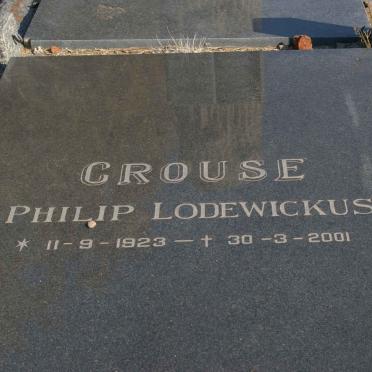 CROUSE
PHILIP LODEWICKUS
* 11-9-1923 — † 30-3-2001